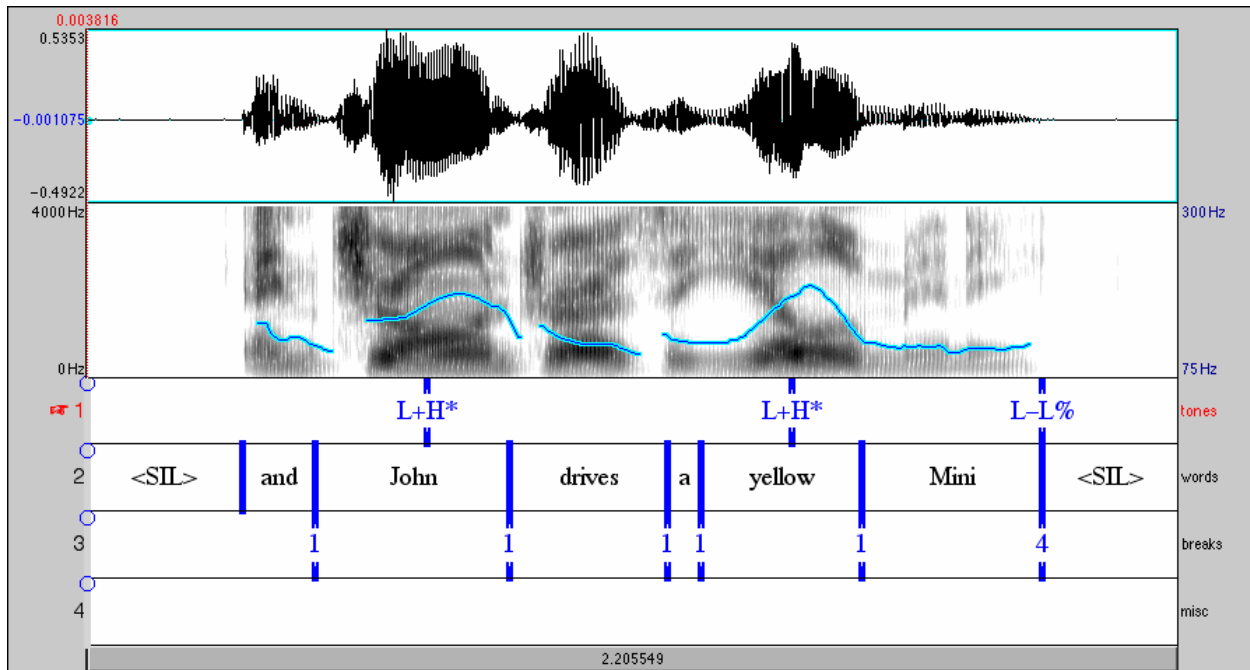 0.003816
0.5353
-0.001075
-0.4922
4000 Hz 300 Hz
0 Hz 75 Hz
1 L+H* L+H* L-L% tones
2 <SIL> and John drives a yellow Mini <SIL> words
3 1 1 1 1 1 4 breaks
4 misc
2.205549